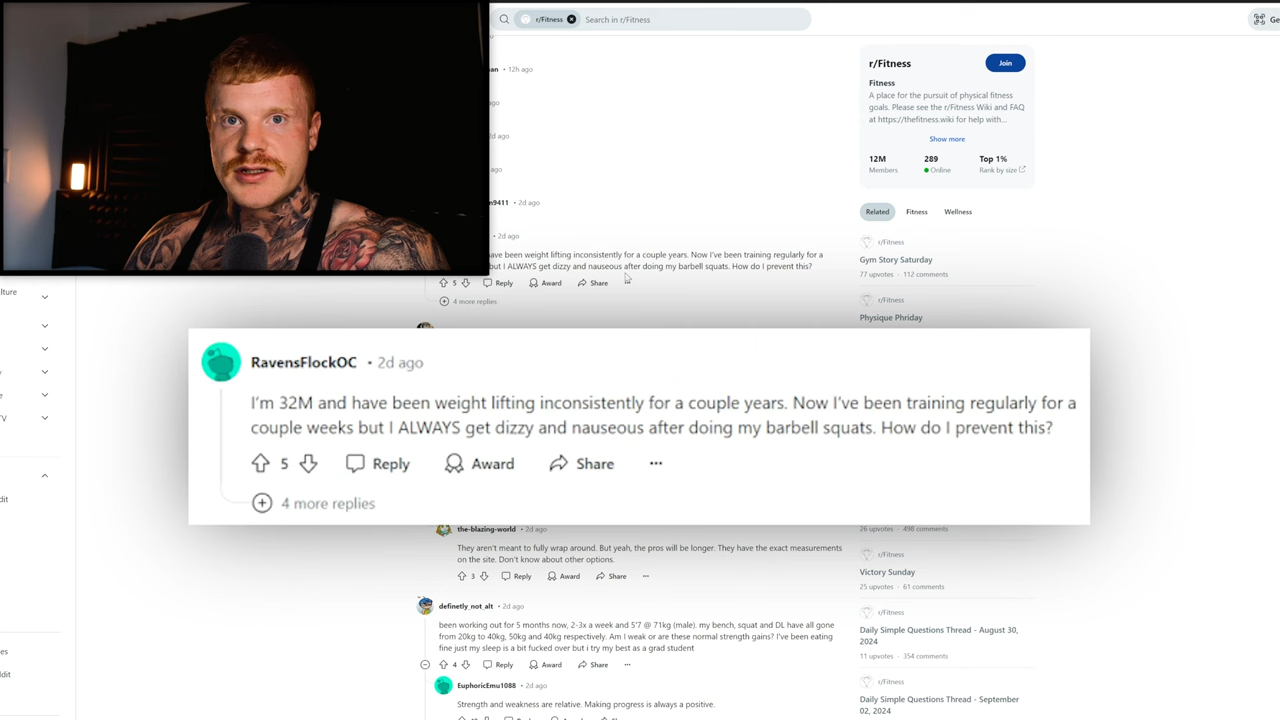 r/Fitness
Search in r/Fitness
Ge
an • 12h ago
ago
2d ago
ago
n9411 • 2d ago
• 2d ago
ave been weight lifting inconsistently for a couple years. Now I've been training regularly for a
but I ALWAYS get dizzy and nauseous after doing my barbell squats. How do I prevent this?
5 Reply Award Share ...
4 more replies
RavensFlockOC • 2d ago
I'm 32M and have been weight lifting inconsistently for a couple years. Now I've been training regularly for a
couple weeks but I ALWAYS get dizzy and nauseous after doing my barbell squats. How do I prevent this?
5 Reply Award Share ...
4 more replies
the-blazing-world • 2d ago
They aren't meant to fully wrap around. But yeah, the pros will be longer. They have the exact measurements
on the site. Don't know about other options.
3 Reply Award Share ...
definetly_not_alt • 2d ago
been working out for 5 months now, 2-3x a week and 5'7 @ 71kg (male). my bench, squat and DL have all gone
from 20kg to 40kg, 50kg and 40kg respectively. Am I weak or are these normal strength gains? I've been eating
fine just my sleep is a bit fucked over but i try my best as a grad student
4 Reply Award Share ...
EuphoricEmu1088 • 2d ago
Strength and weakness are relative. Making progress is always a positive.
r/Fitness
Join
Fitness
A place for the pursuit of physical fitness
goals. Please see the r/Fitness Wiki and FAQ
at https://thefitness.wiki for help with...
Show more
12M 289 Top 1%
Members Online Rank by size
Related Fitness Wellness
r/Fitness
Gym Story Saturday
77 upvotes • 112 comments
r/Fitness
Physique Phriday
26 upvotes • 498 comments
r/Fitness
Victory Sunday
25 upvotes • 61 comments
r/Fitness
Daily Simple Questions Thread - August 30,
2024
11 upvotes • 354 comments
r/Fitness
Daily Simple Questions Thread - September
02, 2024
lture
TV
dit
es
ddit